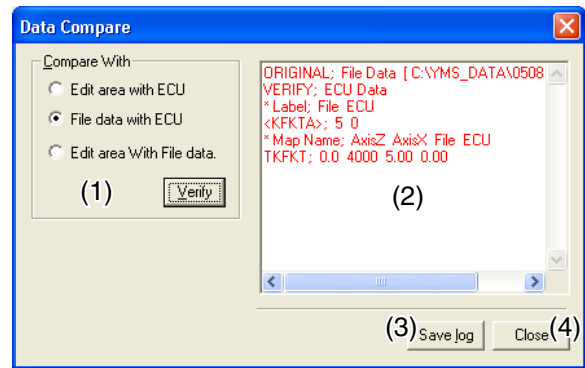 Data Compare
Compare With
Edit area with ECU
File data with ECU
Edit area With File data.
(1)
Verify
ORIGINAL; File Data [ C:\YMS_DATA\0508
VERIFY; ECU Data
* Label; File ECU
<KFKTA>; 5 0
* Map Name; AxisZ AxisX File ECU
TKFKT; 0.0 4000 5.00 0.00
(2)
(3)
Save log
Close
(4)